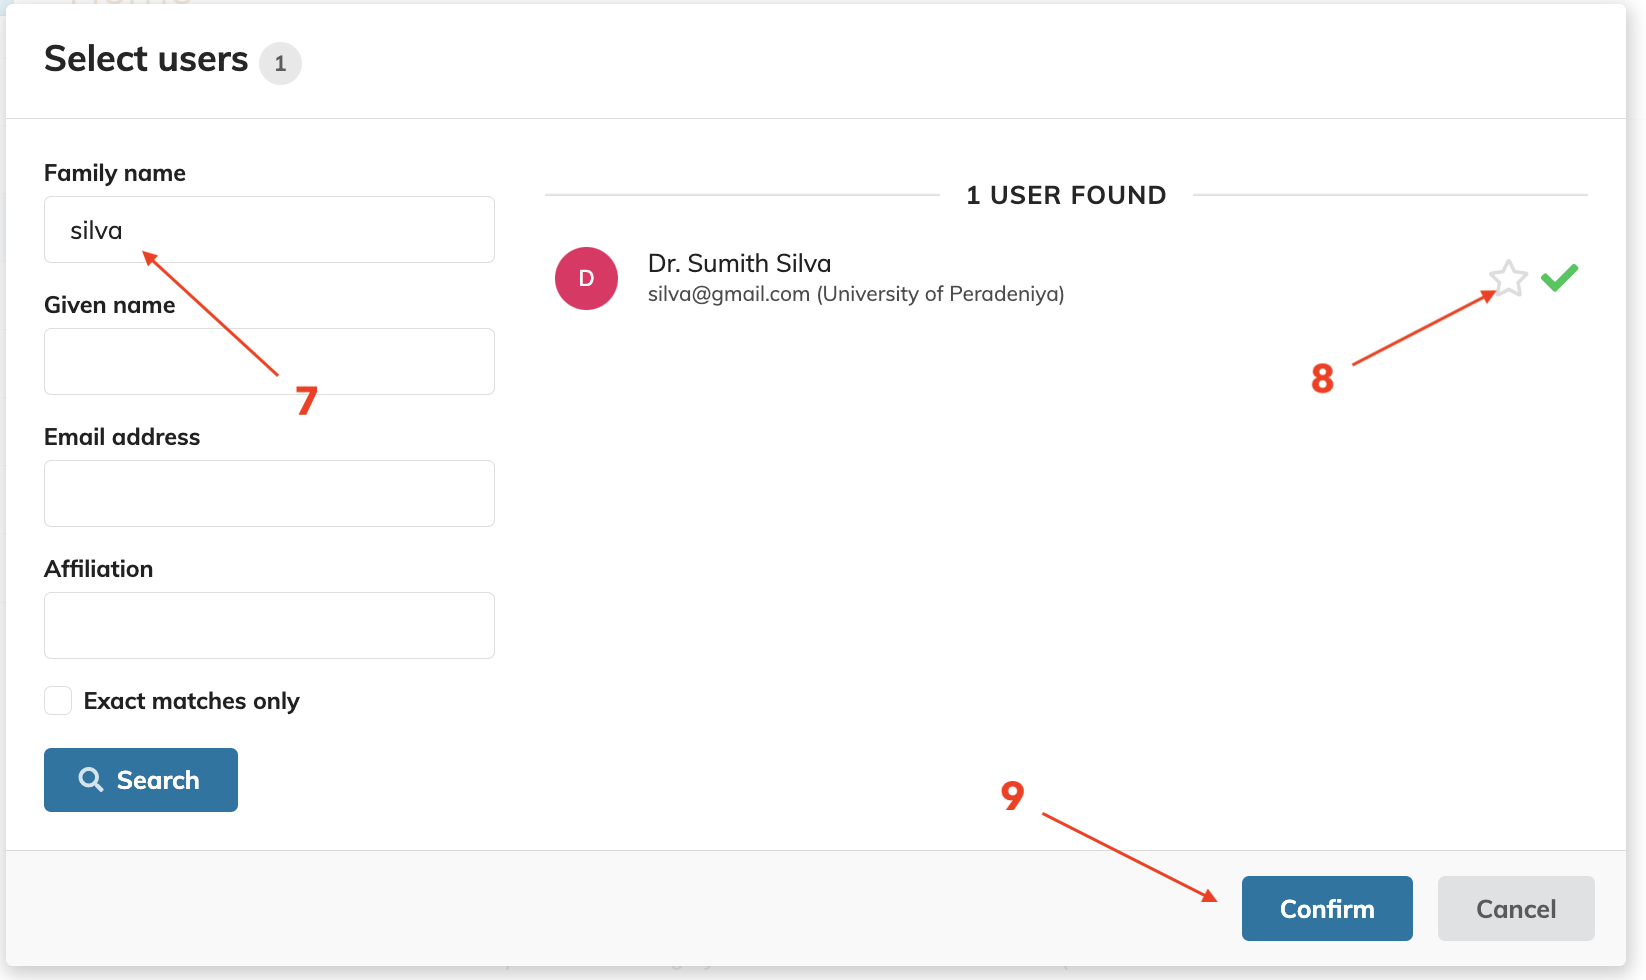 Select users 1
Family name
silva
Given name
7
Email address
Affiliation
Exact matches only
Search
1 USER FOUND
D
Dr. Sumith Silva
silva@gmail.com (University of Peradeniya)
8
9
Confirm
Cancel